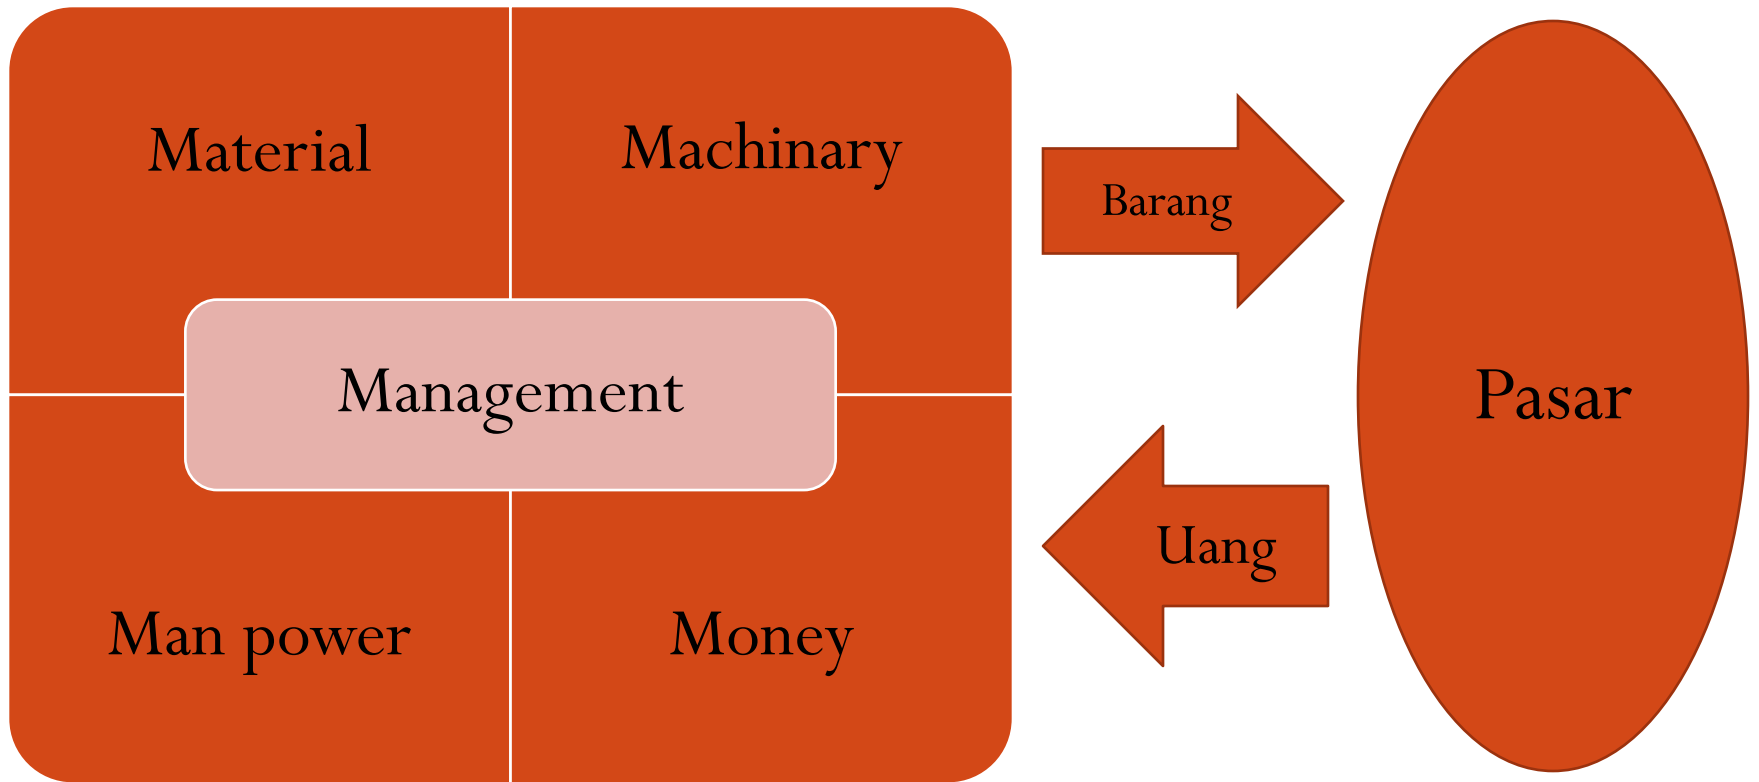 Material
Machinary
Management
Man power
Money
Barang
Uang
Pasar